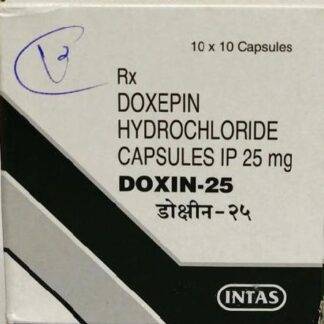 10 x 10 Capsules
Rx
DOXEPIN
HYDROCHLORIDE
CAPSULES IP 25 mg
DOXIN-25
डोक्षीन-२५
INTAS